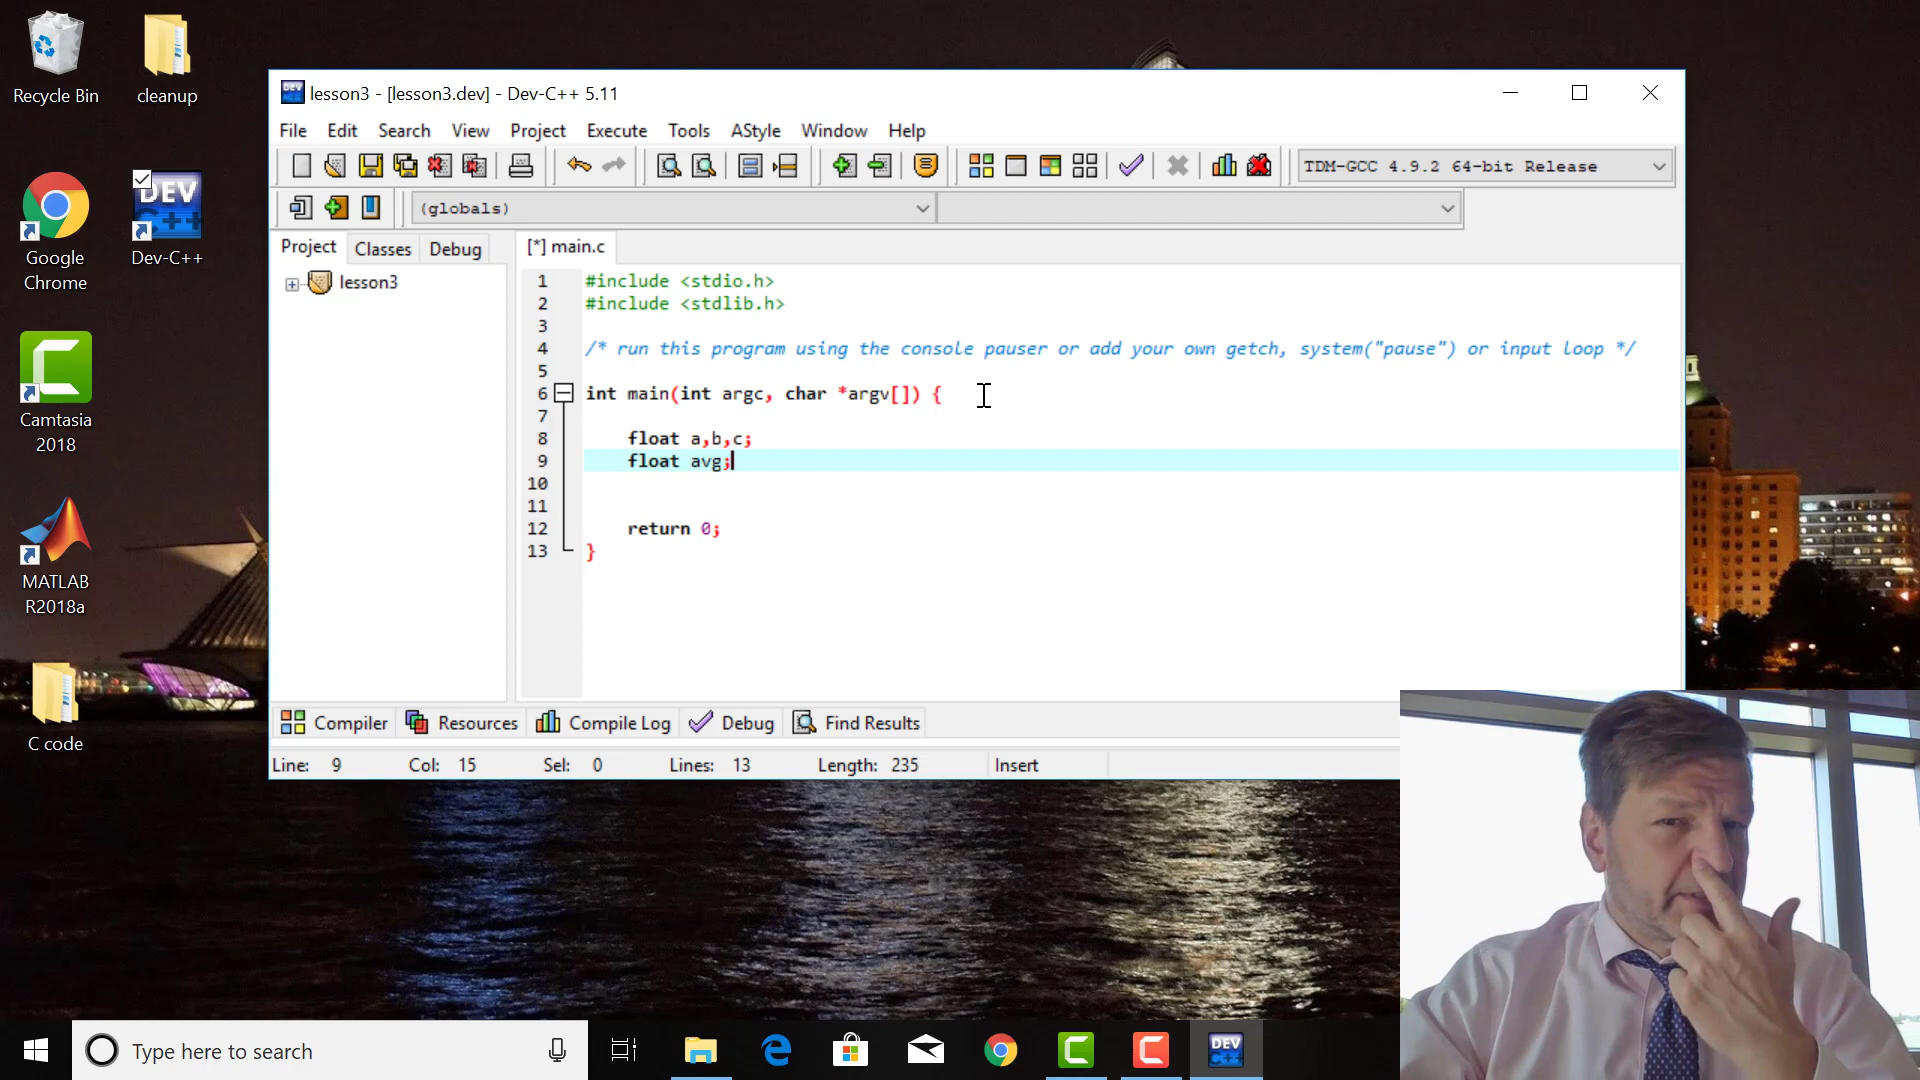 Recycle Bin
cleanup
Google
Chrome
DEV
C++
Dev-C++
Camtasia
2018
MATLAB
R2018a
C code
DEV
lesson3 - [lesson3.dev] - Dev-C++ 5.11
File Edit Search View Project Execute Tools AStyle Window Help
TDM-GCC 4.9.2 64-bit Release
(globals)
Project Classes Debug
[*] main.c
lesson3
1 #include <stdio.h>
2 #include <stdlib.h>
3
4 /* run this program using the console pauser or add your own getch, system("pause") or input loop */
5
6 int main(int argc, char *argv[]) {
7
8 float a,b,c;
9 float avg;
10
11
12 return 0;
13 }
Compiler Resources Compile Log Debug Find Results
Line: 9 Col: 15 Sel: 0 Lines: 13 Length: 235 Insert
Type here to search
DEV